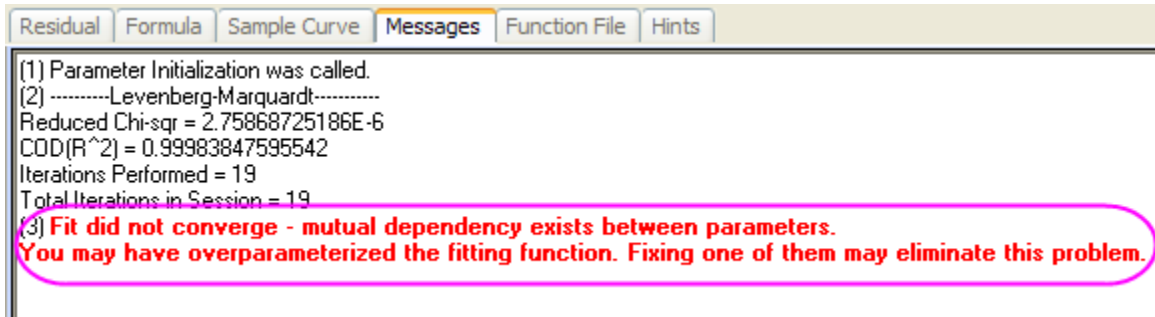 Residual Formula Sample Curve Messages Function File Hints
(1) Parameter Initialization was called.
(2) ----------Levenberg-Marquardt-----------
Reduced Chi-sqr = 2.75868725186E-6
COD(R^2) = 0.99983847595542
Iterations Performed = 19
Total Iterations in Session = 19
(3) Fit did not converge - mutual dependency exists between parameters.
You may have overparameterized the fitting function. Fixing one of them may eliminate this problem.